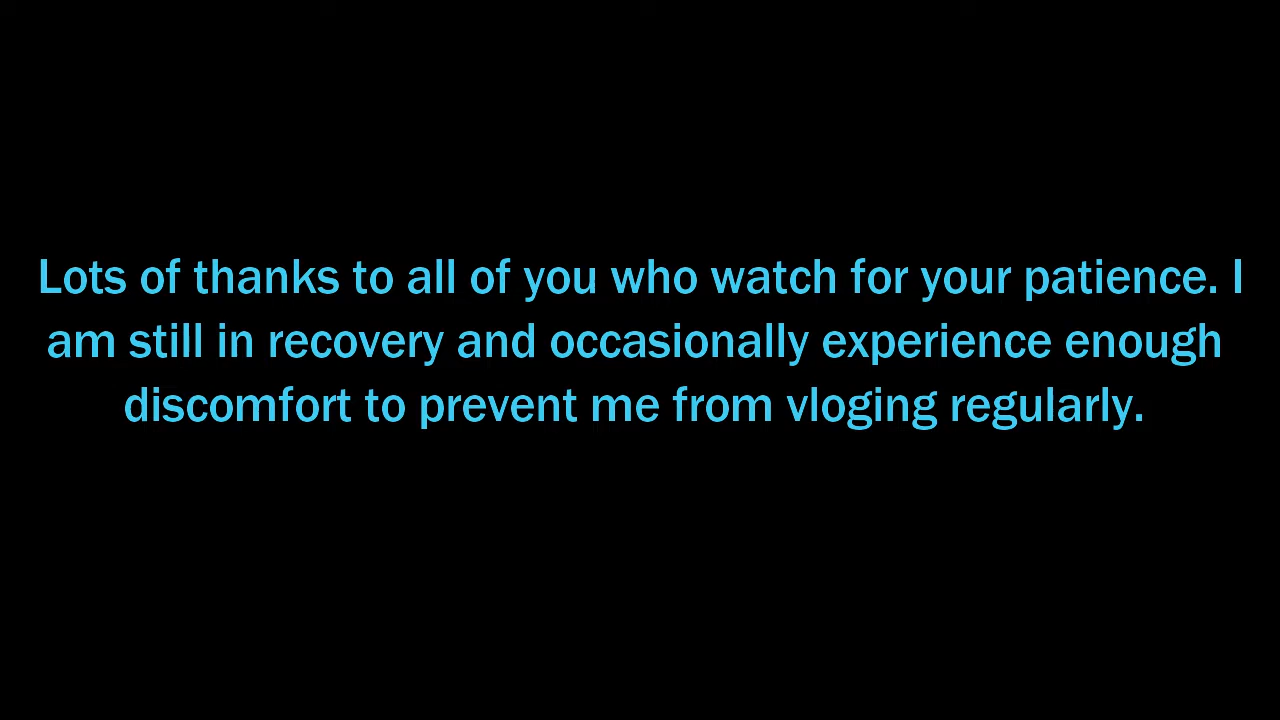 Lots of thanks to all of you who watch for your patience. I
am still in recovery and occasionally experience enough
discomfort to prevent me from vloging regularly.